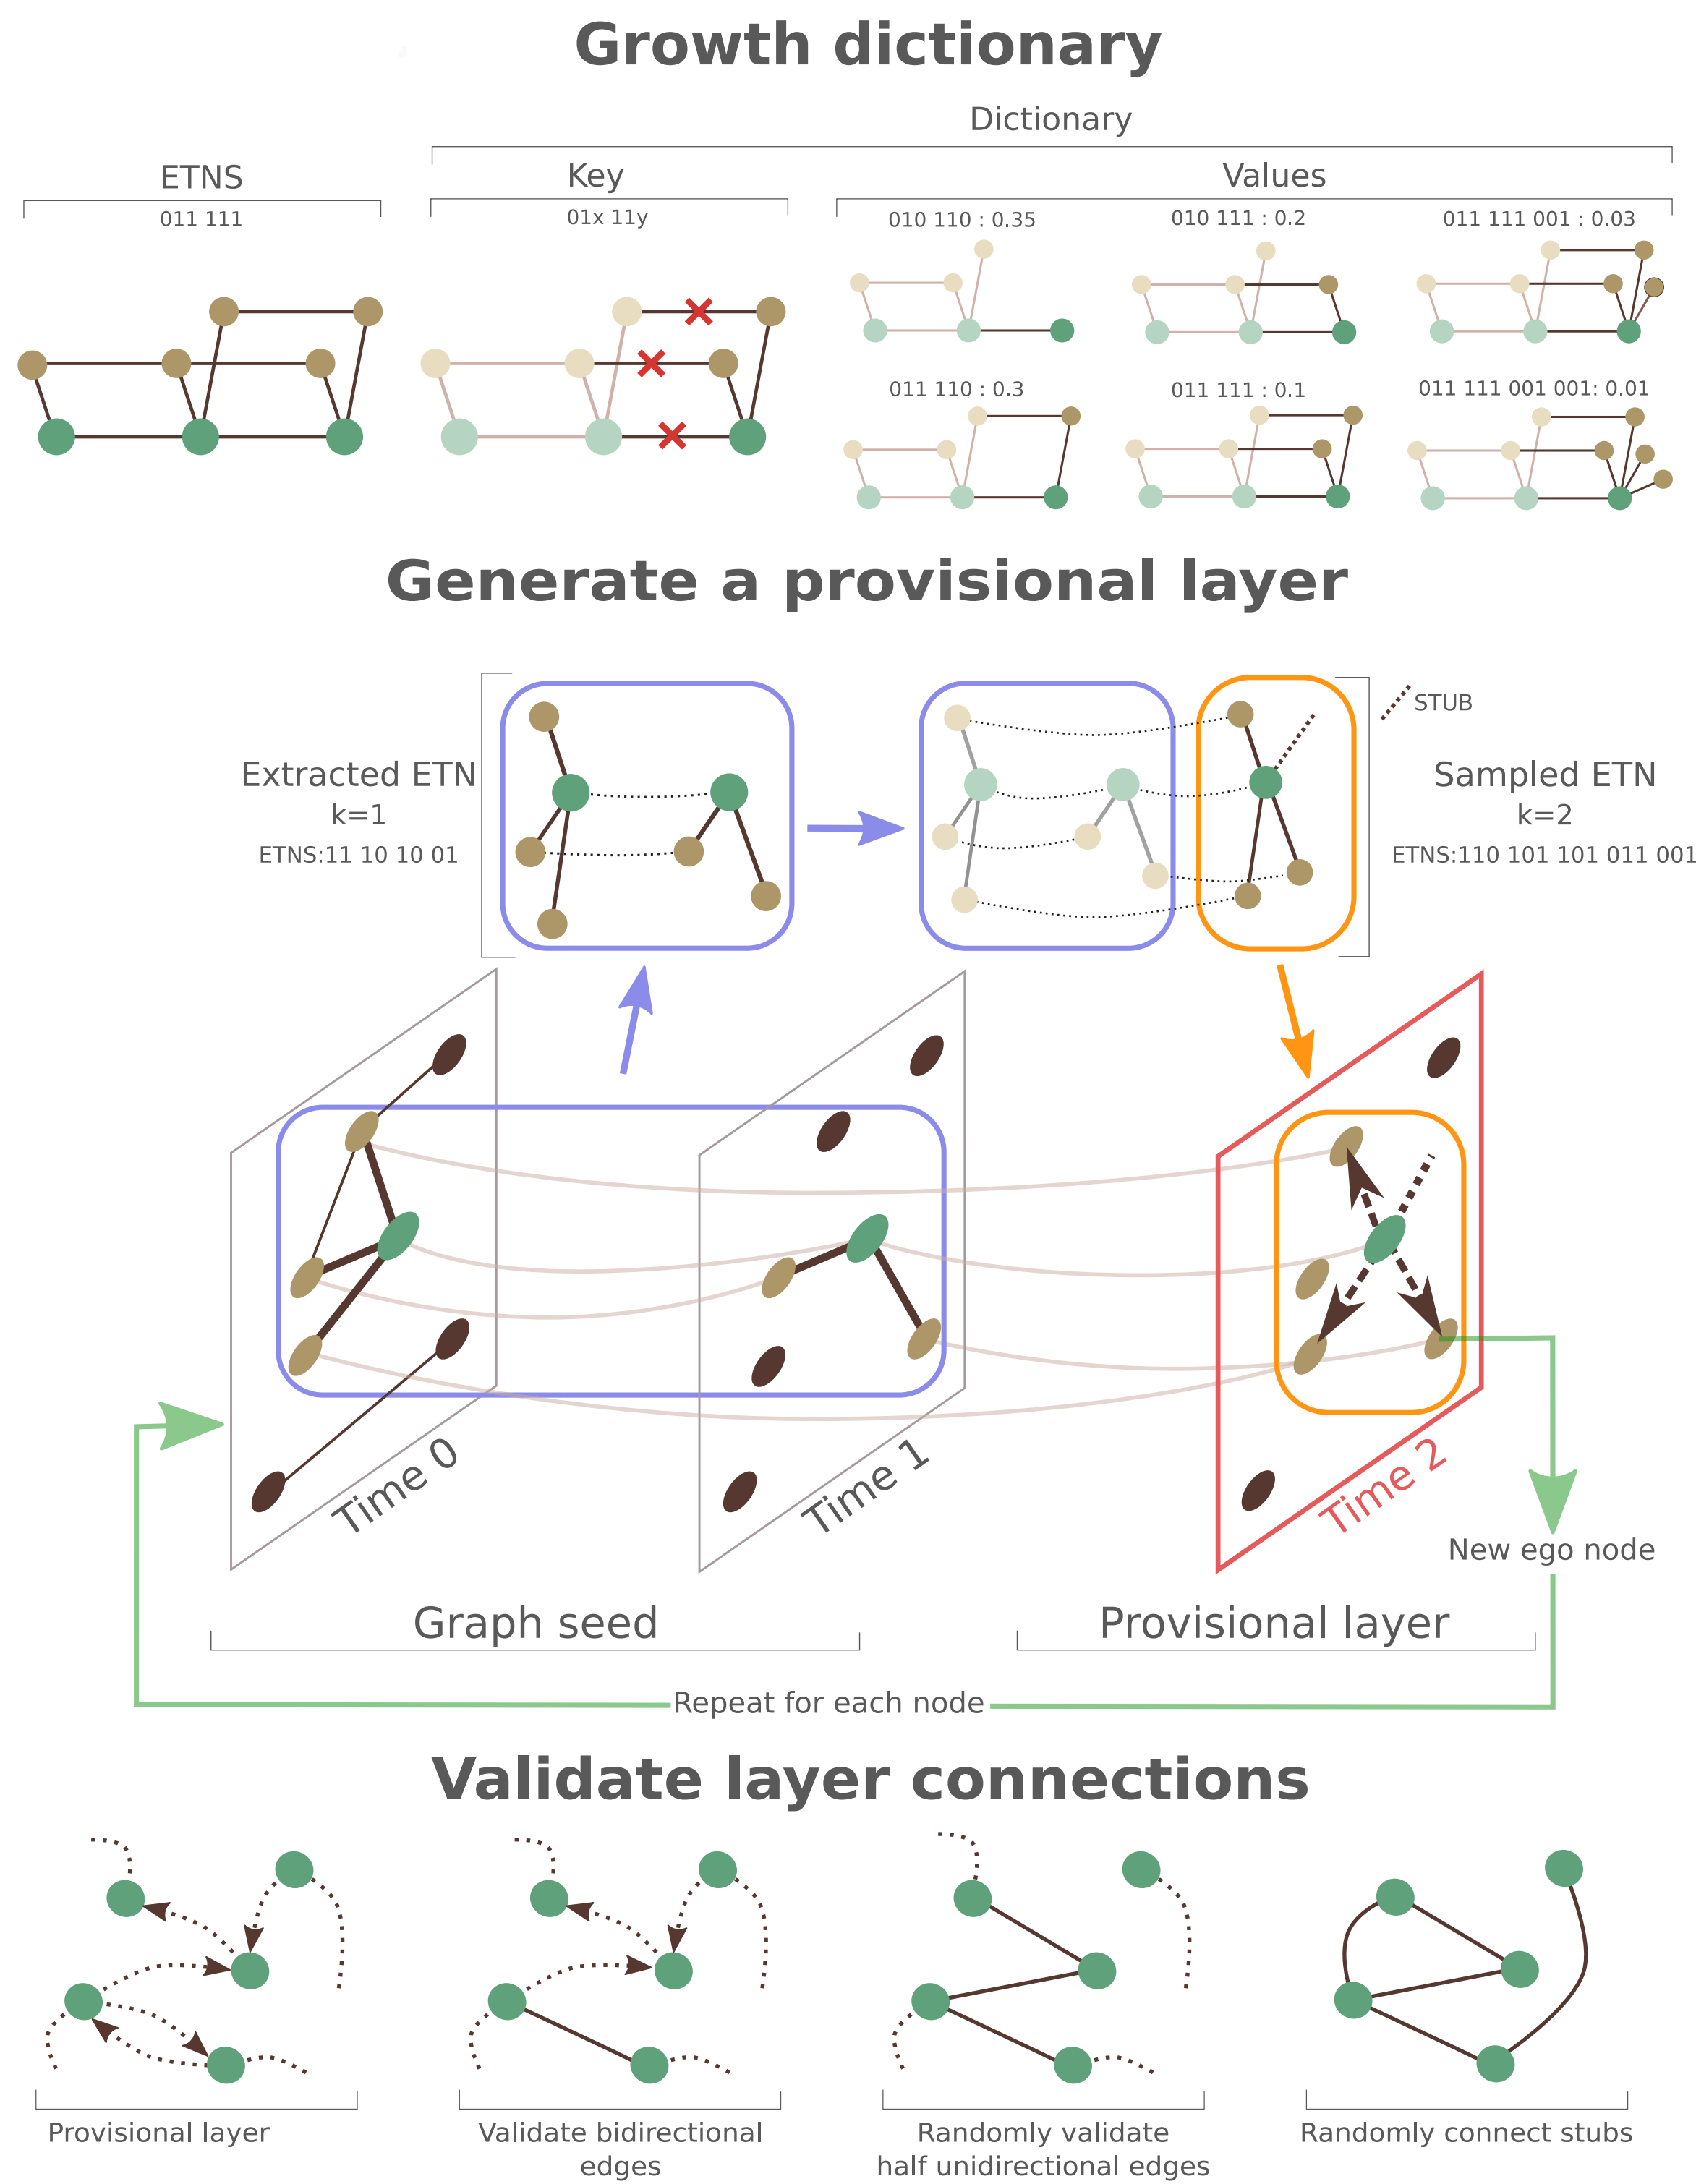 Growth dictionary
Dictionary
ETNS
Key
Values
011 111
01x 11y
010 110 : 0.35
010 111 : 0.2
011 111 001 : 0.03
011 110 : 0.3
011 111 : 0.1
011 111 001 001: 0.01
Generate a provisional layer
STUB
Extracted ETN
k=1
ETNS:11 10 10 01
Sampled ETN
k=2
ETNS:110 101 101 011 001
Time 0
Time 1
Time 2
New ego node
Graph seed
Provisional layer
Repeat for each node
Validate layer connections
Provisional layer
Validate bidirectional
edges
Randomly validate
half unidirectional edges
Randomly connect stubs